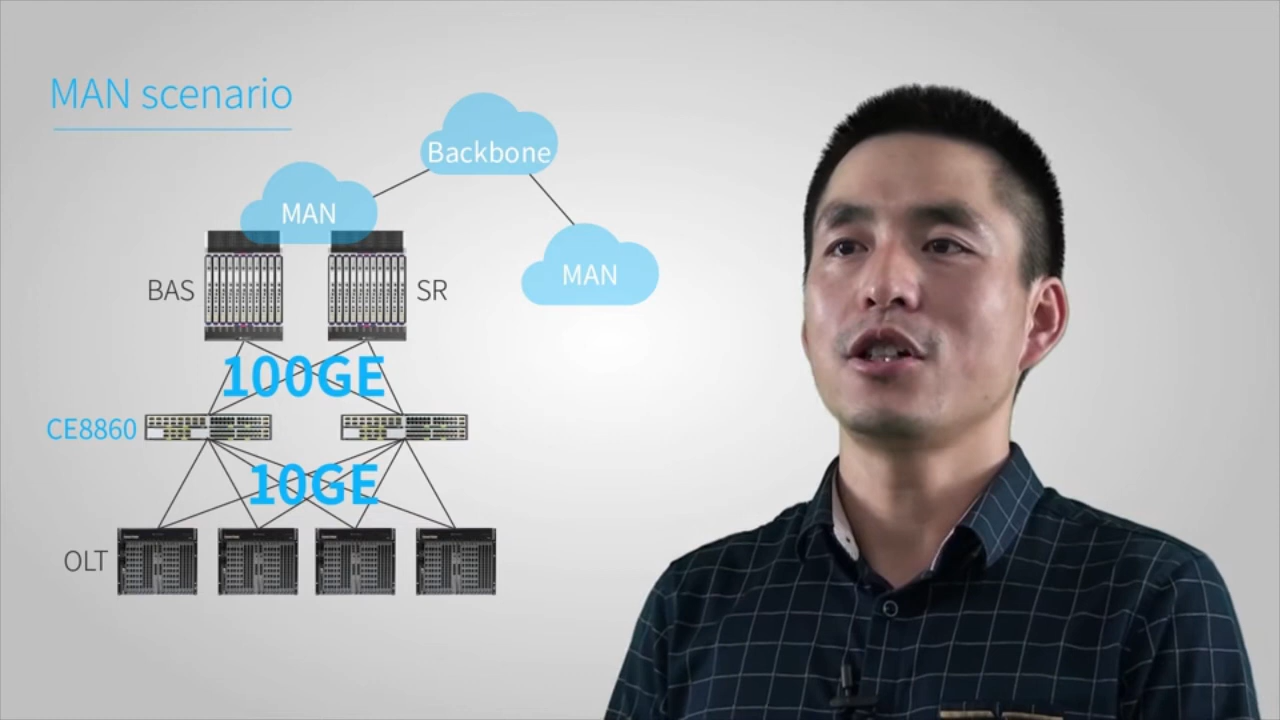 MAN scenario
Backbone
MAN
MAN
BAS
SR
100GE
CE8860
10GE
OLT